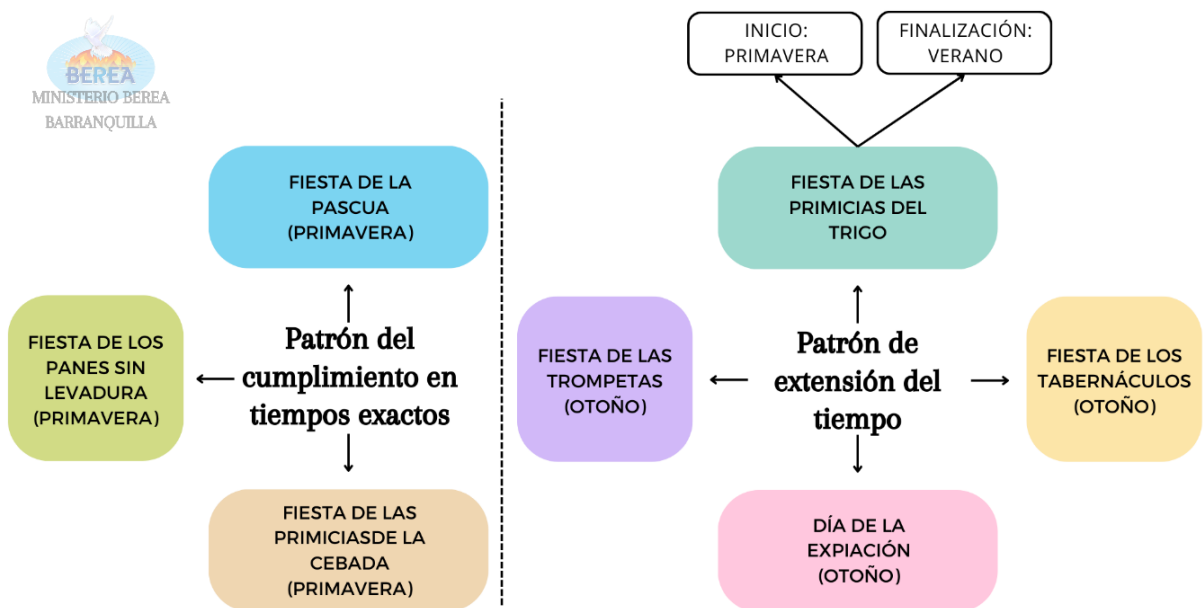 BEREA
MINISTERIO BEREA
BARRANQUILLA
FIESTA DE LA
PASCUA
(PRIMAVERA)
FIESTA DE LOS
PANES SIN
LEVADURA
(PRIMAVERA)
Patrón del
cumplimiento en
tiempos exactos
FIESTA DE LAS
PRIMICIASDE LA
CEBADA
(PRIMAVERA)
INICIO:
PRIMAVERA
FINALIZACIÓN:
VERANO
FIESTA DE LAS
PRIMICIAS DEL
TRIGO
FIESTA DE LAS
TROMPETAS
(OTOÑO)
Patrón de
extensión del
tiempo
FIESTA DE LOS
TABERNÁCULOS
(OTOÑO)
DÍA DE LA
EXPIACIÓN
(OTOÑO)